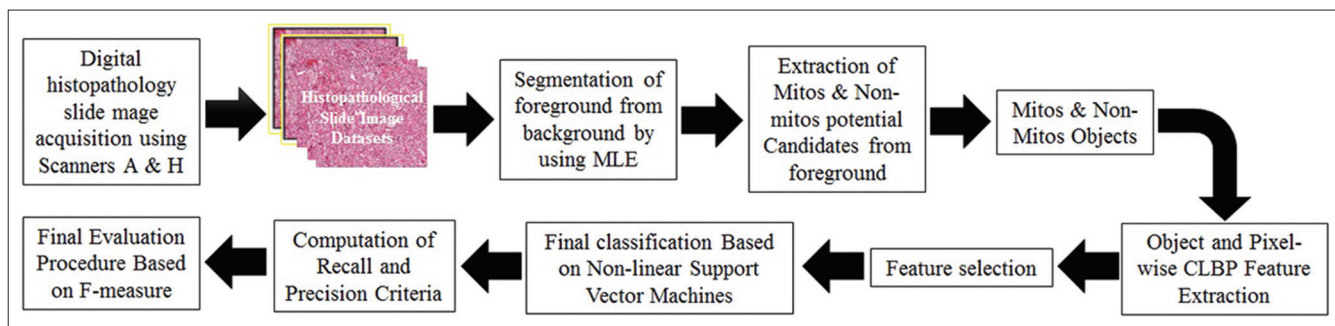 Digital
histopathology
slide mage
acquisition using
Scanners A & H
Histopathological
Slide Image
Datasets
Segmentation of
foreground from
background by
using MLE
Extraction of
Mitos & Non-
mitos potential
Candidates from
foreground
Mitos & Non-
Mitos Objects
Object and Pixel-
wise CLBP Feature
Extraction
Feature selection
Final classification Based
on Non-linear Support
Vector Machines
Computation of
Recall and
Precision Criteria
Final Evaluation
Procedure Based
on F-measure